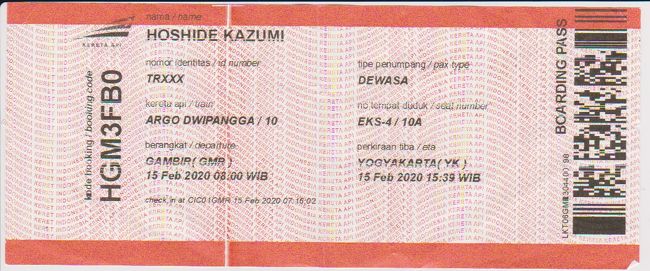 nama / name
HOSHIDE KAZUMI
nomor identitas / id number
TRXXX
kereta api / train
ARGO DWIPANGGA / 10
berangkat / departure
GAMBIR( GMR )
15 Feb 2020 08:00 WIB
check in at CIC01GMR 15 Feb 2020 07:15:02
tipe penumpang / pax type
DEWASA
no tempat duduk / seat number
EKS-4 / 10A
perkiraan tiba / eta
YOGYAKARTA( YK )
15 Feb 2020 15:39 WIB
KERETA API
kode booking / booking code
HGM3FB0
BOARDING PASS